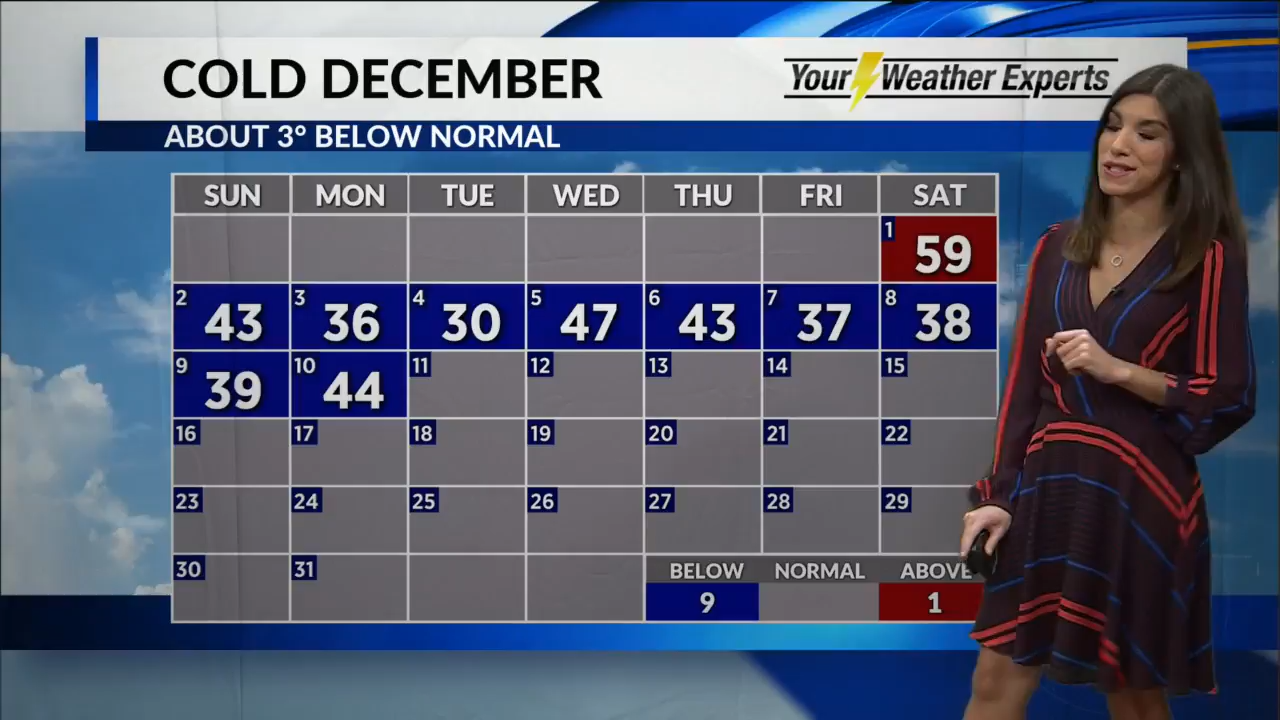 COLD DECEMBER
Your Weather Experts
ABOUT 3° BELOW NORMAL
SUN MON TUE WED THU FRI SAT
1
59
2 3 4 5 6 7 8
43 36 30 47 43 37 38
9 10 11 12 13 14 15
39 44
16 17 18 19 20 21 22
23 24 25 26 27 28 29
30 31
BELOW NORMAL ABOVE
9 1